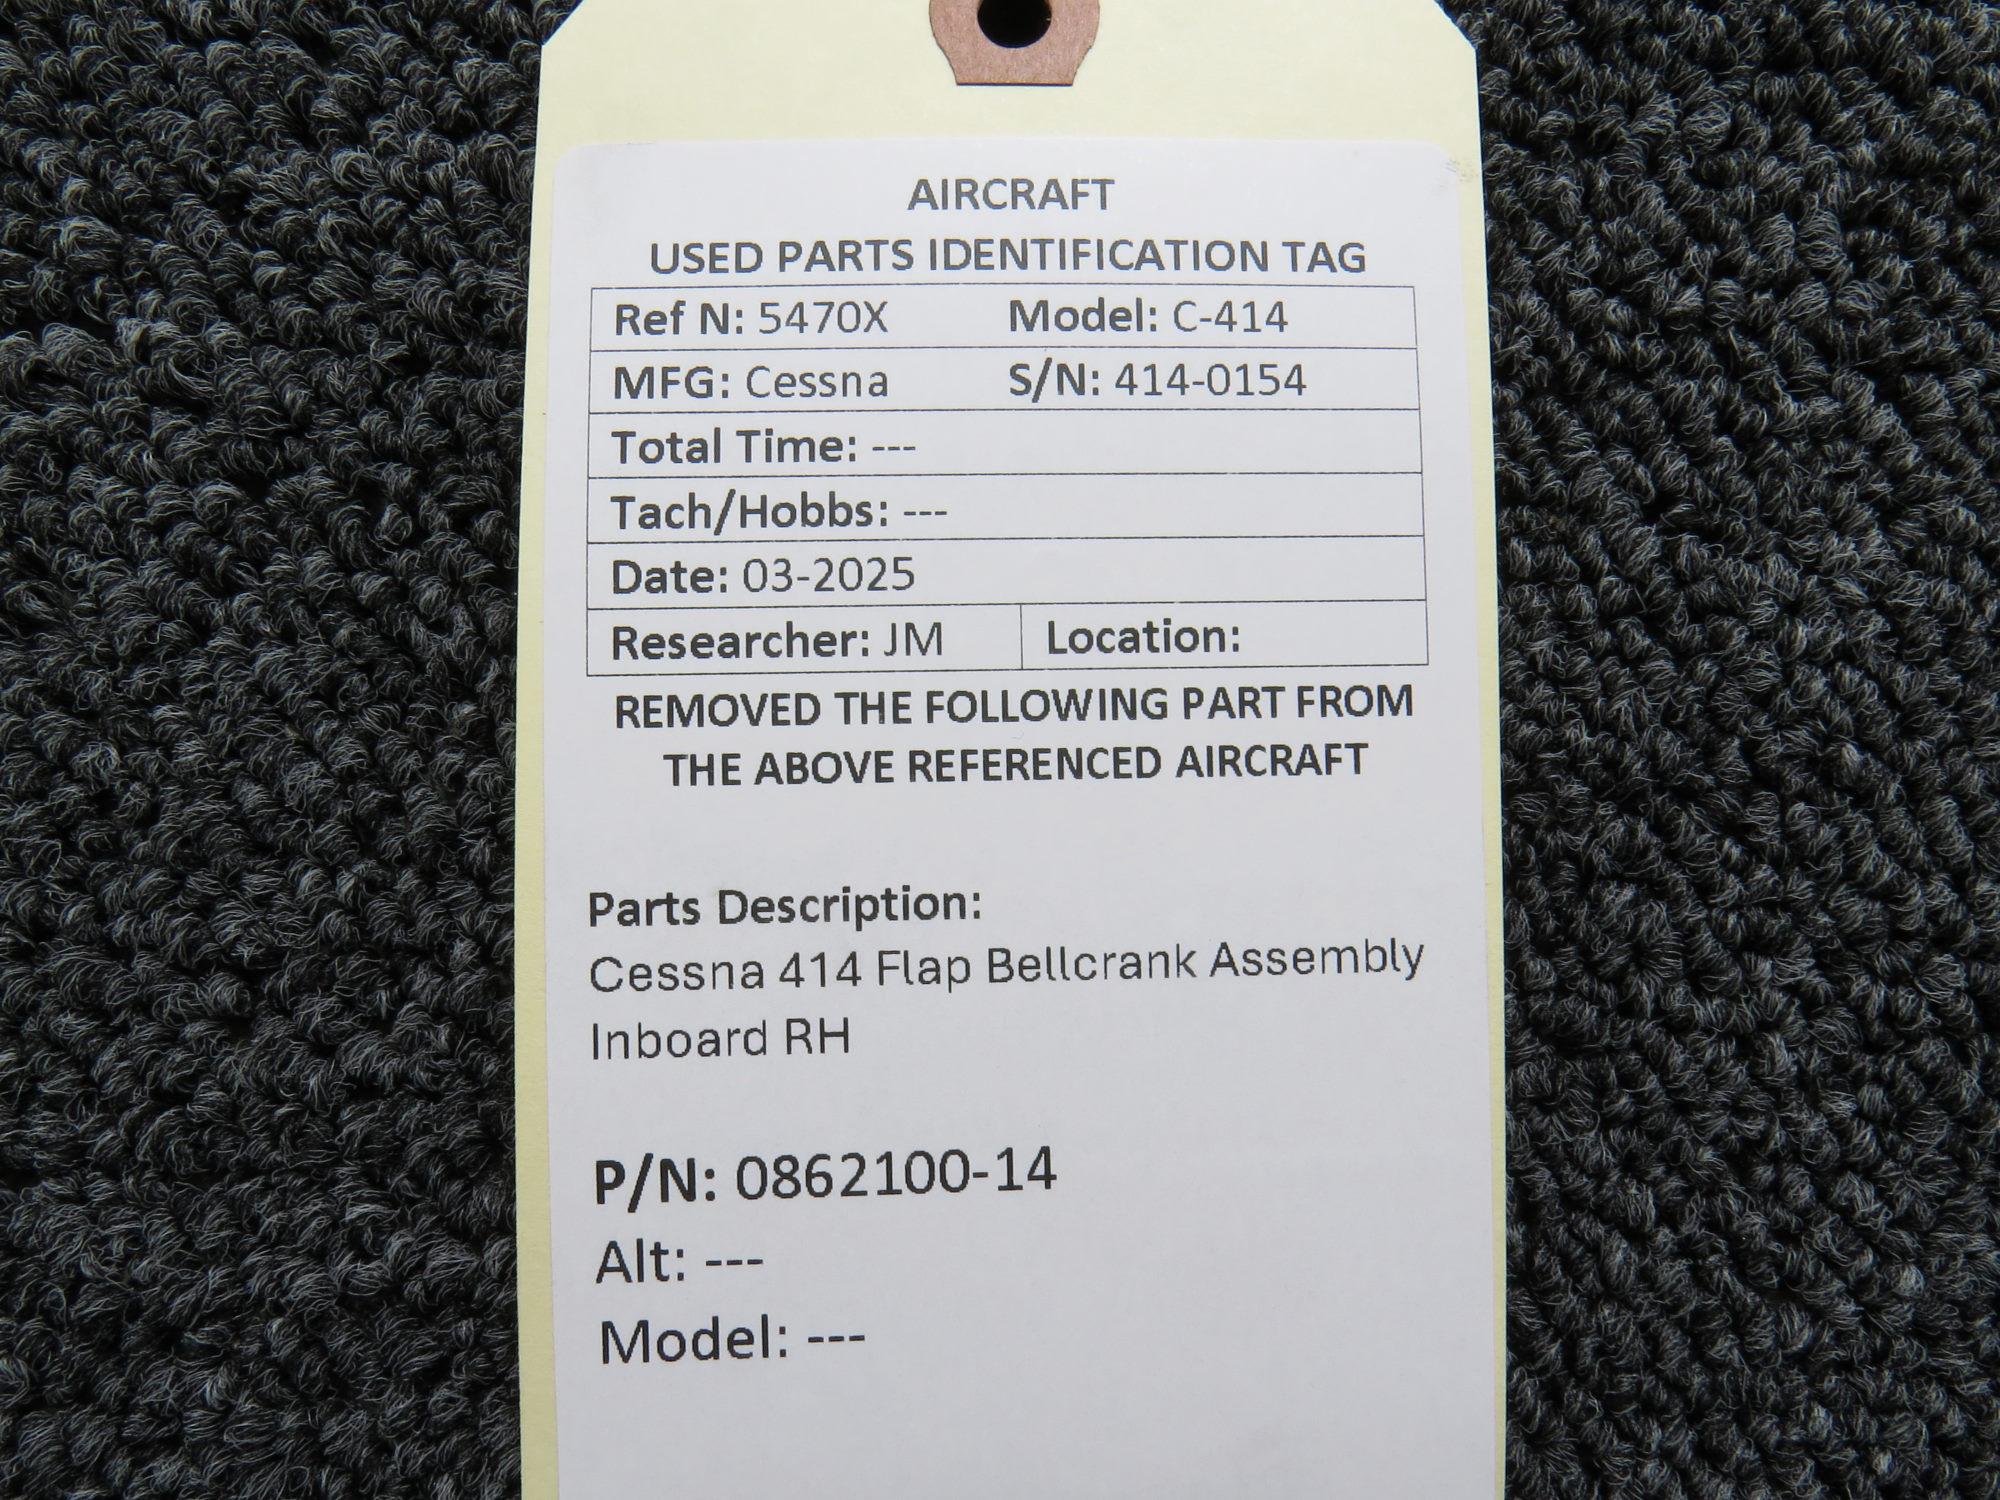 AIRCRAFT
USED PARTS IDENTIFICATION TAG
Ref N: 5470X Model: C-414
MFG: Cessna S/N: 414-0154
Total Time: ---
Tach/Hobbs: ---
Date: 03-2025
Researcher: JM Location:
REMOVED THE FOLLOWING PART FROM
THE ABOVE REFERENCED AIRCRAFT
Parts Description:
Cessna 414 Flap Bellcrank Assembly
Inboard RH
P/N: 0862100-14
Alt: ---
Model: ---